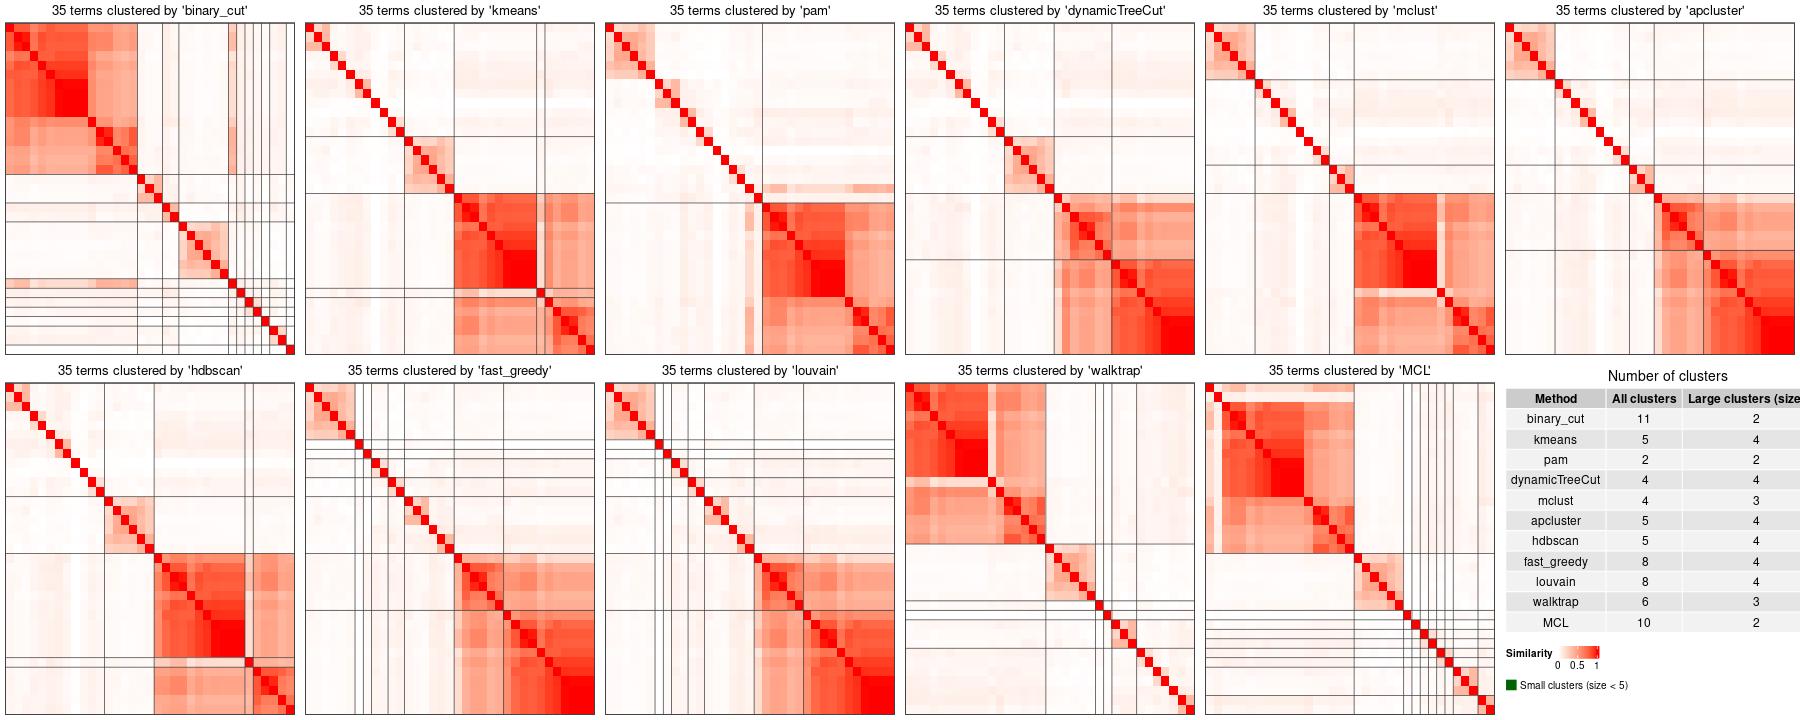 35 terms clustered by 'binary_cut'
35 terms clustered by 'kmeans'
35 terms clustered by 'pam'
35 terms clustered by 'dynamicTreeCut'
35 terms clustered by 'mclust'
35 terms clustered by 'apcluster'
35 terms clustered by 'hdbscan'
35 terms clustered by 'fast_greedy'
35 terms clustered by 'louvain'
35 terms clustered by 'walktrap'
35 terms clustered by 'MCL'
Number of clusters
Method All clusters Large clusters (size
binary_cut 11 2
kmeans 5 4
pam 2 2
dynamicTreeCut 4 4
mclust 4 3
apcluster 5 4
hdbscan 5 4
fast_greedy 8 4
louvain 8 4
walktrap 6 3
MCL 10 2
Similarity
0 0.5 1
Small clusters (size < 5)